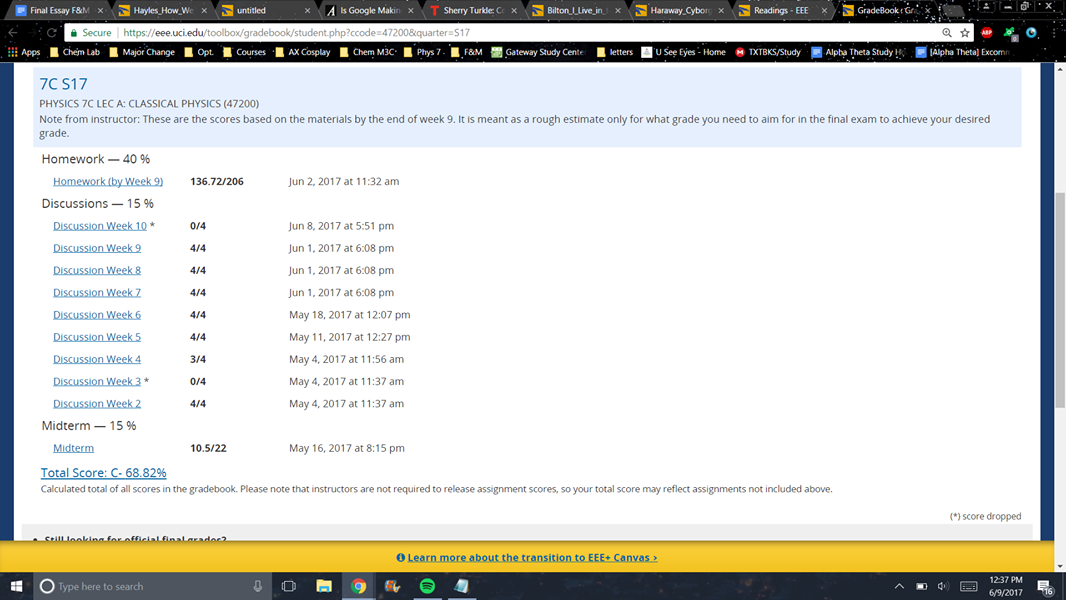 Final Essay F&M
Hayles_How_We
untitled
Is Google Makin
Sherry Turkle: Co
Bilton_I_Live_in_t
Haraway_Cyborg
Readings - EEE
GradeBook : Gra
Secure
https://eee.uci.edu/toolbox/gradebook/student.php?ccode=47200&quarter=S17
Apps
Chem Lab
Major Change
Opt.
Courses
AX Cosplay
Chem M3C
Phys 7
F&M
Gateway Study Cente
letters
U See Eyes - Home
TXTBKS/Study
Alpha Theta Study H
[Alpha Theta] Excom
7C S17
PHYSICS 7C LEC A: CLASSICAL PHYSICS (47200)
Note from instructor: These are the scores based on the materials by the end of week 9. It is meant as a rough estimate only for what grade you need to aim for in the final exam to achieve your desired
grade.
Homework — 40 %
Homework (by Week 9) 136.72/206 Jun 2, 2017 at 11:32 am
Discussions — 15 %
Discussion Week 10 * 0/4 Jun 8, 2017 at 5:51 pm
Discussion Week 9 4/4 Jun 1, 2017 at 6:08 pm
Discussion Week 8 4/4 Jun 1, 2017 at 6:08 pm
Discussion Week 7 4/4 Jun 1, 2017 at 6:08 pm
Discussion Week 6 4/4 May 18, 2017 at 12:07 pm
Discussion Week 5 4/4 May 11, 2017 at 12:27 pm
Discussion Week 4 3/4 May 4, 2017 at 11:56 am
Discussion Week 3 * 0/4 May 4, 2017 at 11:37 am
Discussion Week 2 4/4 May 4, 2017 at 11:37 am
Midterm — 15 %
Midterm 10.5/22 May 16, 2017 at 8:15 pm
Total Score: C- 68.82%
Calculated total of all scores in the gradebook. Please note that instructors are not required to release assignment scores, so your total score may reflect assignments not included above.
(*) score dropped
Still looking for official final grades?
Learn more about the transition to EEE+ Canvas >
Type here to search
12:37 PM
6/9/2017
16